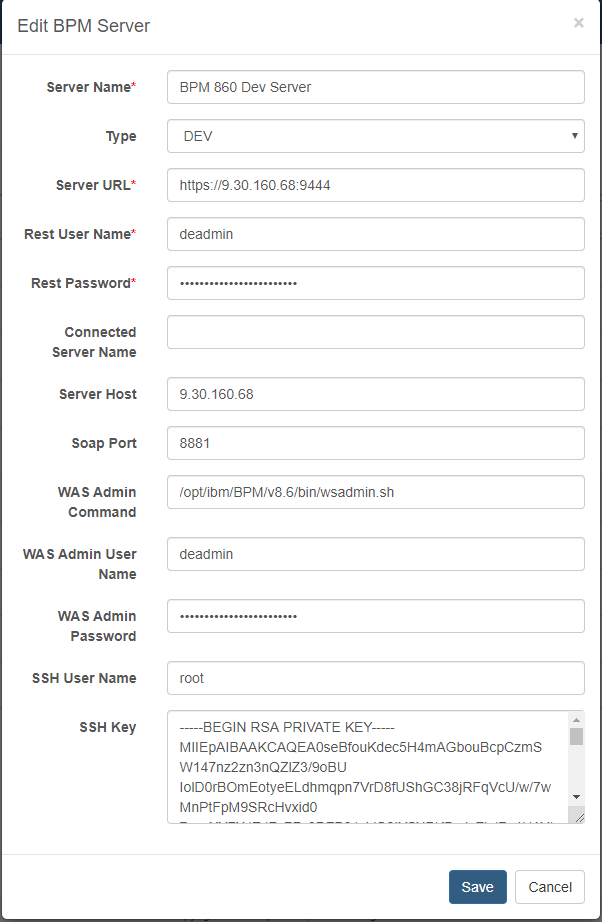 Edit BPM Server
×
Server Name*
BPM 860 Dev Server
Type
DEV
Server URL*
https://9.30.160.68:9444
Rest User Name*
deadmin
Rest Password*
••••••••••••••••••••••••
Connected
Server Name
Server Host
9.30.160.68
Soap Port
8881
WAS Admin
Command
/opt/ibm/BPM/v8.6/bin/wsadmin.sh
WAS Admin User
Name
deadmin
WAS Admin
Password
••••••••••••••••••••••••
SSH User Name
root
SSH Key
-----BEGIN RSA PRIVATE KEY-----
MIIEpAIBAAKCAQEA0seBfouKdec5H4mAGbouBcpCzmS
W147nz2zn3nQZIZ3/9oBU
IolD0rBOmEotyeELdhmqpn7VrD8fUShGC38jRFqVcU/w/7w
MnPtFpM9SRcHvxid0
Save
Cancel